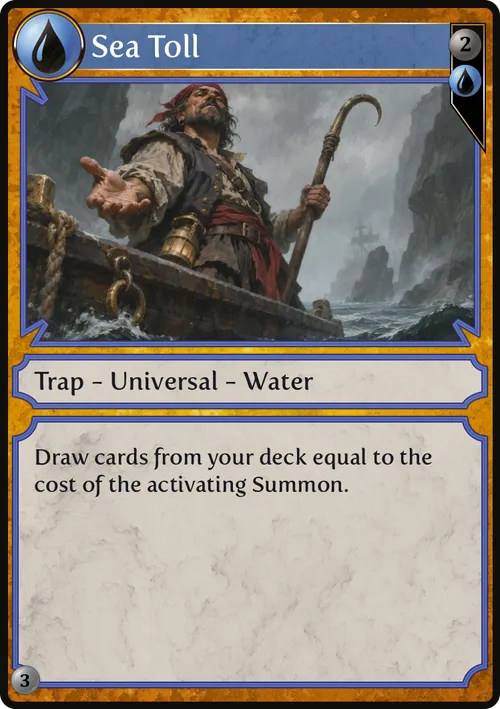 Sea Toll
2
Trap – Universal – Water
Draw cards from your deck equal to the
cost of the activating Summon.
3